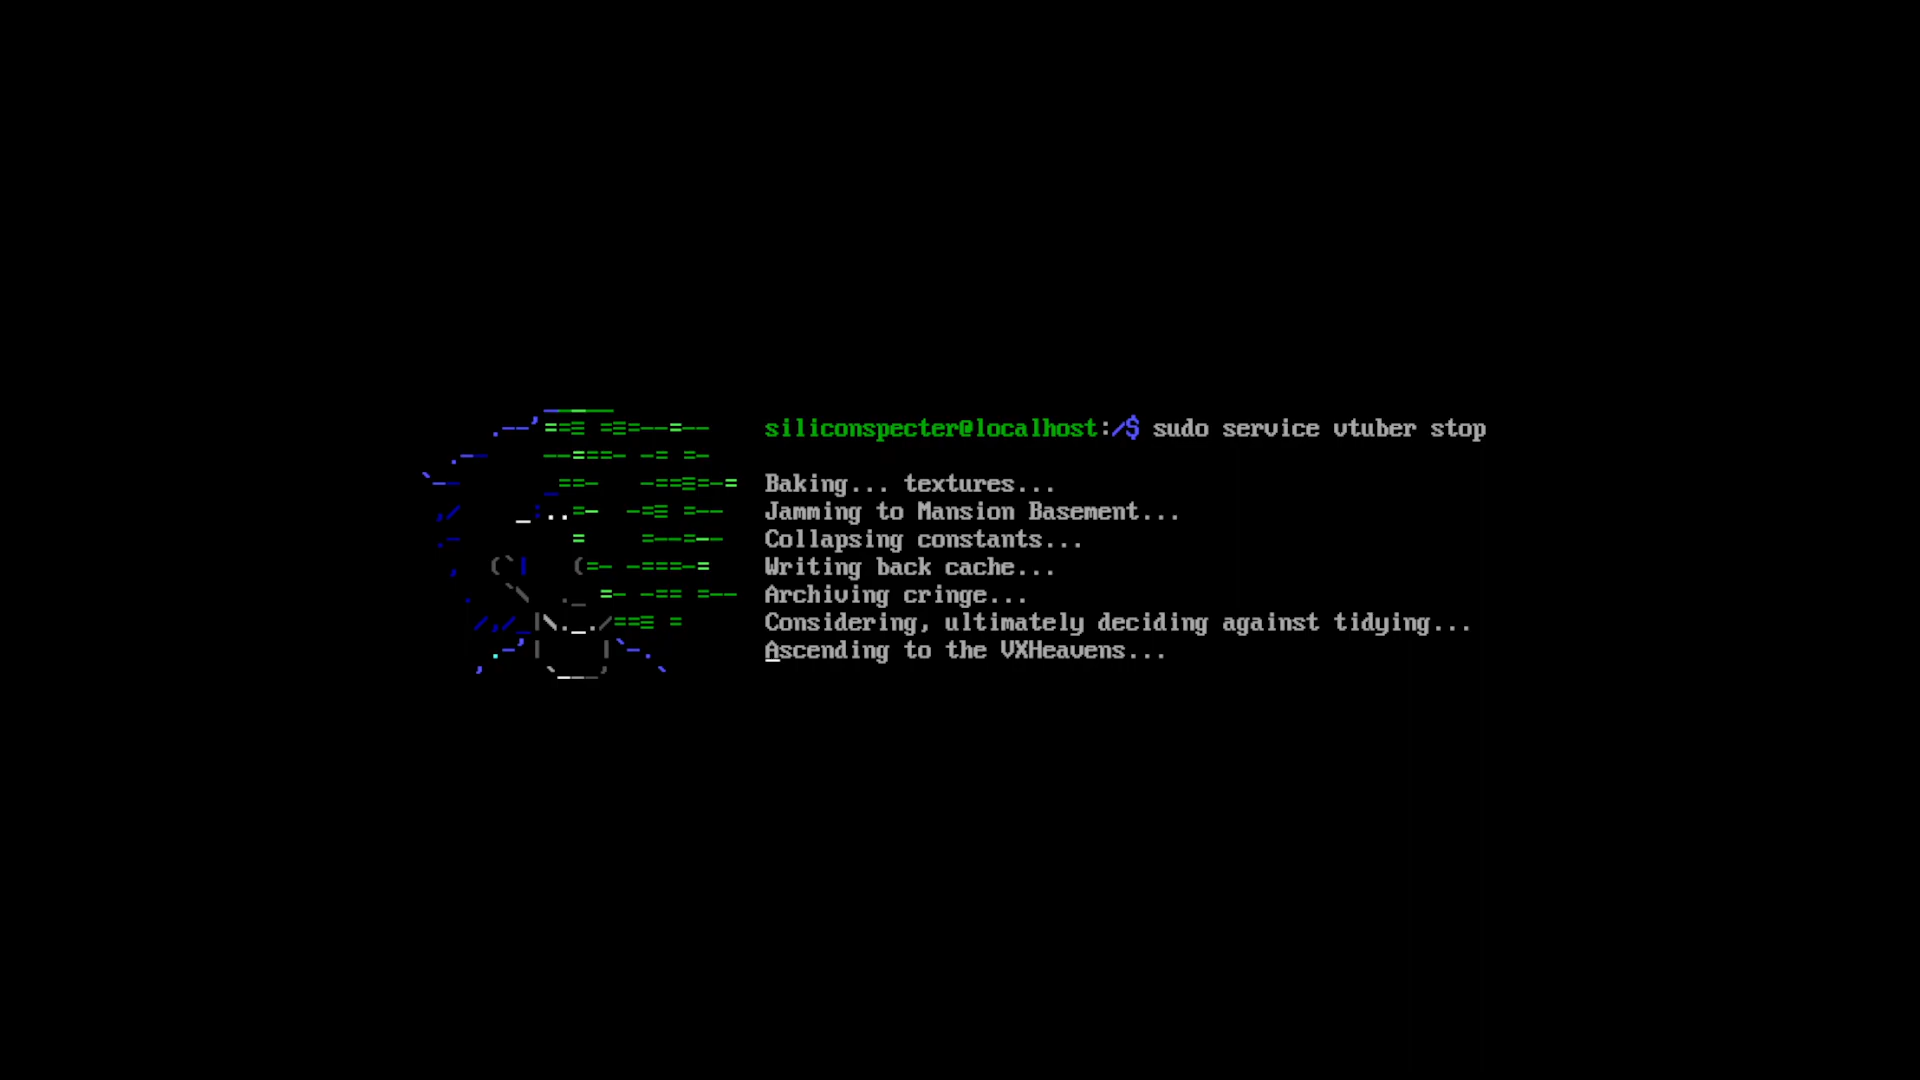 siliconspecter@localhost:/$ sudo service vtuber stop
Baking... textures...
Jamming to Mansion Basement...
Collapsing constants...
Writing back cache...
Archiving cringe...
Considering, ultimately deciding against tidying...
Ascending to the VXHeavens...